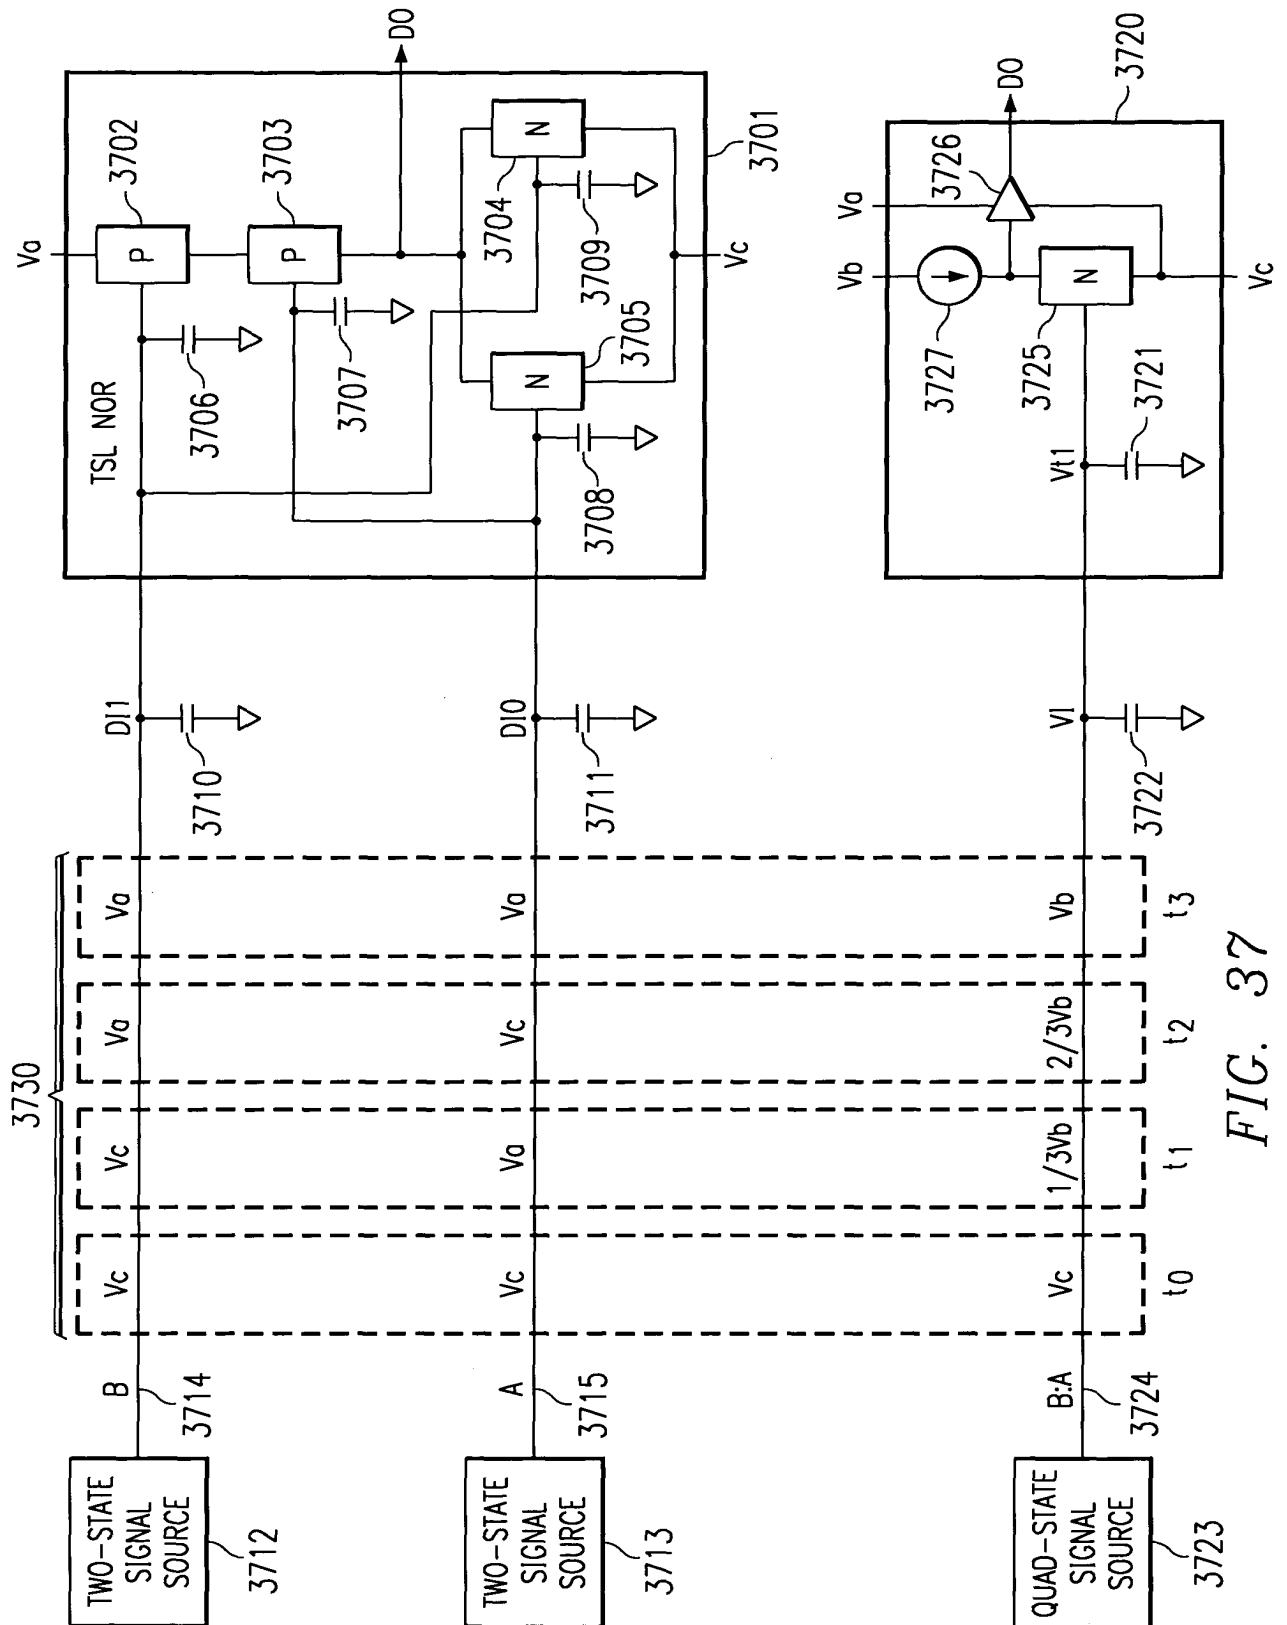 Va
3702
P
3703
P
TSL NOR
3706
3707
DO
N
3704
3709
N
3705
3708
3701
Vc
DI1
3710
DI0
3711
3730
Vc
Vc
Va
Va
Vc
Va
Vc
Va
Vc
1/3Vb
2/3Vb
Vb
t0
t1
t2
t3
B
3714
A
3715
B:A
3724
TWO-STATE
SIGNAL
SOURCE
3712
TWO-STATE
SIGNAL
SOURCE
3713
QUAD-STATE
SIGNAL
SOURCE
3723
VI
3722
Vb
Va
3726
DO
3720
3727
N
3725
Vt1
3721
Vc
FIG. 37